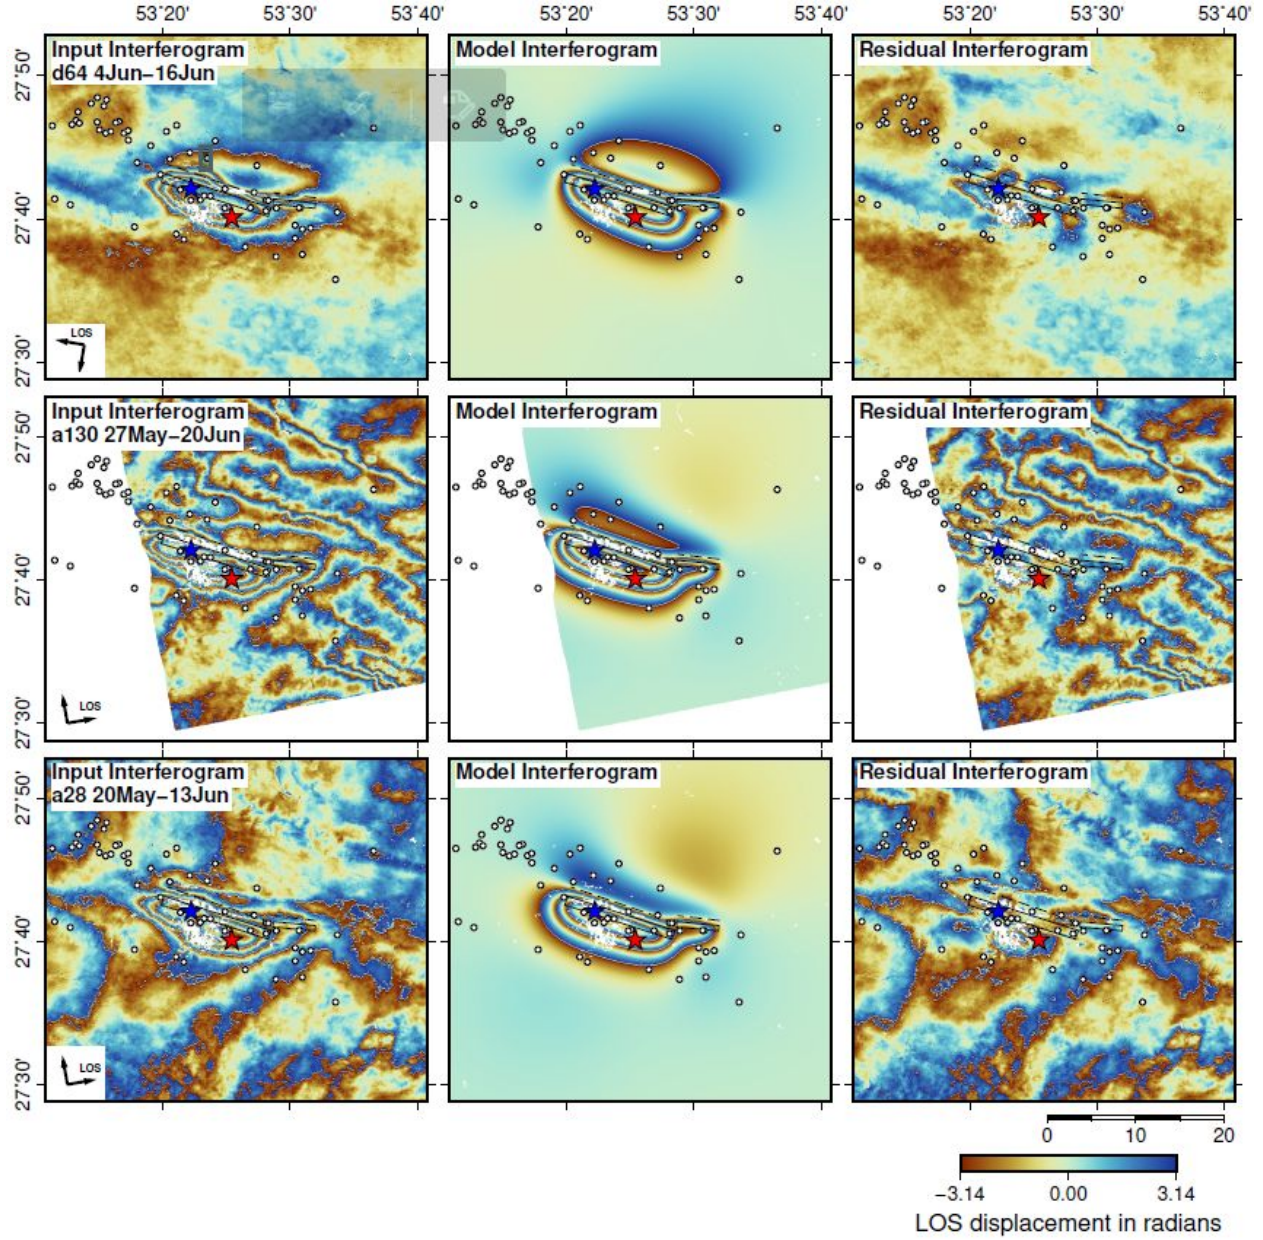 53°20' 53°30' 53°40' 53°20' 53°30' 53°40' 53°20' 53°30' 53°40'
27°50'
27°40'
27°30'
Input Interferogram
d64 4Jun–16Jun
LOS
Model Interferogram
Residual Interferogram
27°50'
27°40'
27°30'
Input Interferogram
a130 27May–20Jun
LOS
Model Interferogram
Residual Interferogram
27°50'
27°40'
27°30'
Input Interferogram
a28 20May–13Jun
LOS
Model Interferogram
Residual Interferogram
0 10 20
−3.14 0.00 3.14
LOS displacement in radians